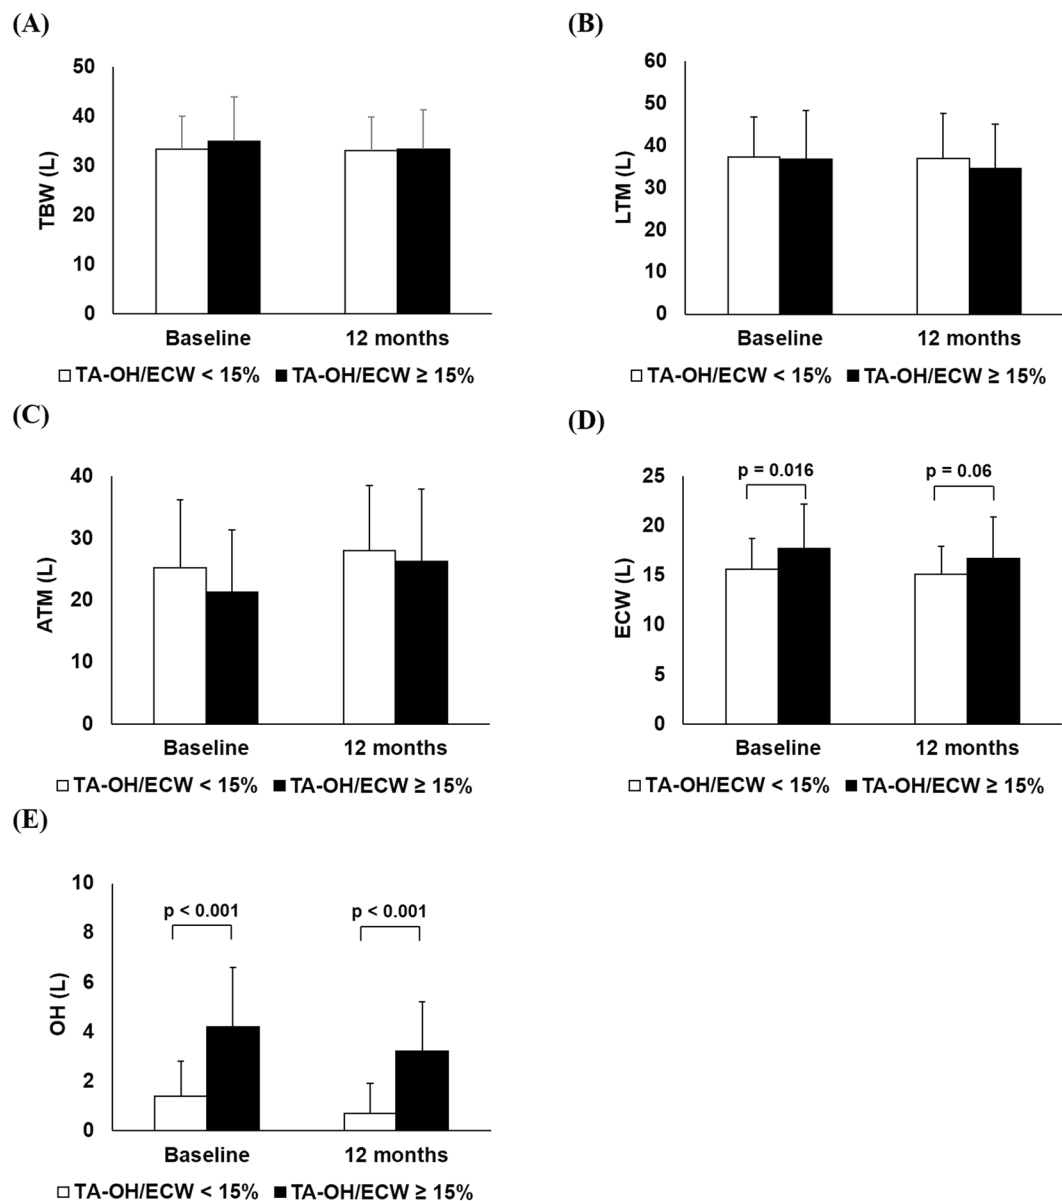 (A)
TBW (L)
50
40
30
20
10
0
Baseline 12 months
TA-OH/ECW < 15% TA-OH/ECW ≥ 15%
(B)
LTM (L)
60
50
40
30
20
10
0
Baseline 12 months
TA-OH/ECW < 15% TA-OH/ECW ≥ 15%
(C)
ATM (L)
40
30
20
10
0
Baseline 12 months
TA-OH/ECW < 15% TA-OH/ECW ≥ 15%
(D)
ECW (L)
25
20
15
10
5
0
p = 0.016 p = 0.06
Baseline 12 months
TA-OH/ECW < 15% TA-OH/ECW ≥ 15%
(E)
OH (L)
10
8
6
4
2
0
p < 0.001 p < 0.001
Baseline 12 months
TA-OH/ECW < 15% TA-OH/ECW ≥ 15%